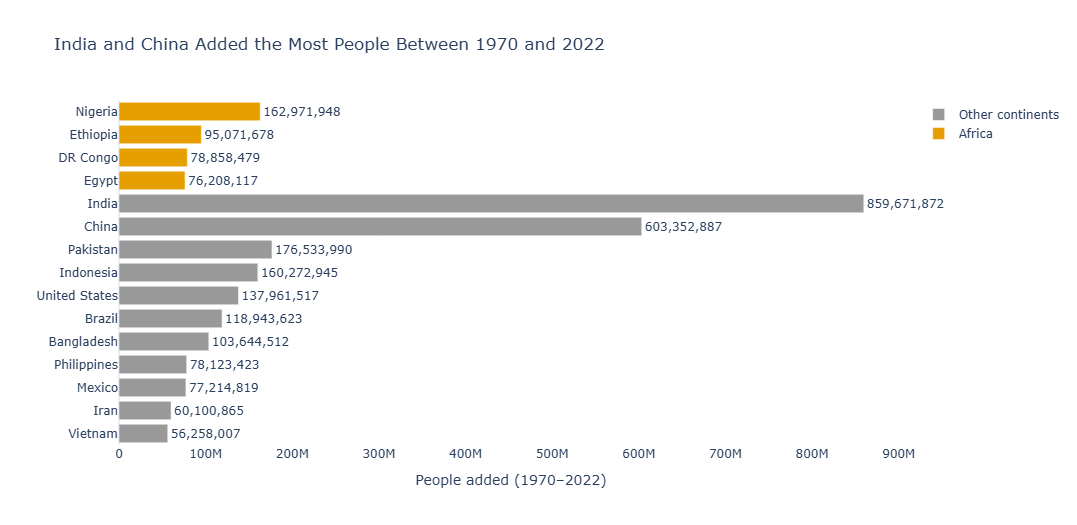 India and China Added the Most People Between 1970 and 2022
Nigeria 162,971,948
Ethiopia 95,071,678
DR Congo 78,858,479
Egypt 76,208,117
India 859,671,872
China 603,352,887
Pakistan 176,533,990
Indonesia 160,272,945
United States 137,961,517
Brazil 118,943,623
Bangladesh 103,644,512
Philippines 78,123,423
Mexico 77,214,819
Iran 60,100,865
Vietnam 56,258,007
0 100M 200M 300M 400M 500M 600M 700M 800M 900M
People added (1970–2022)
Other continents
Africa